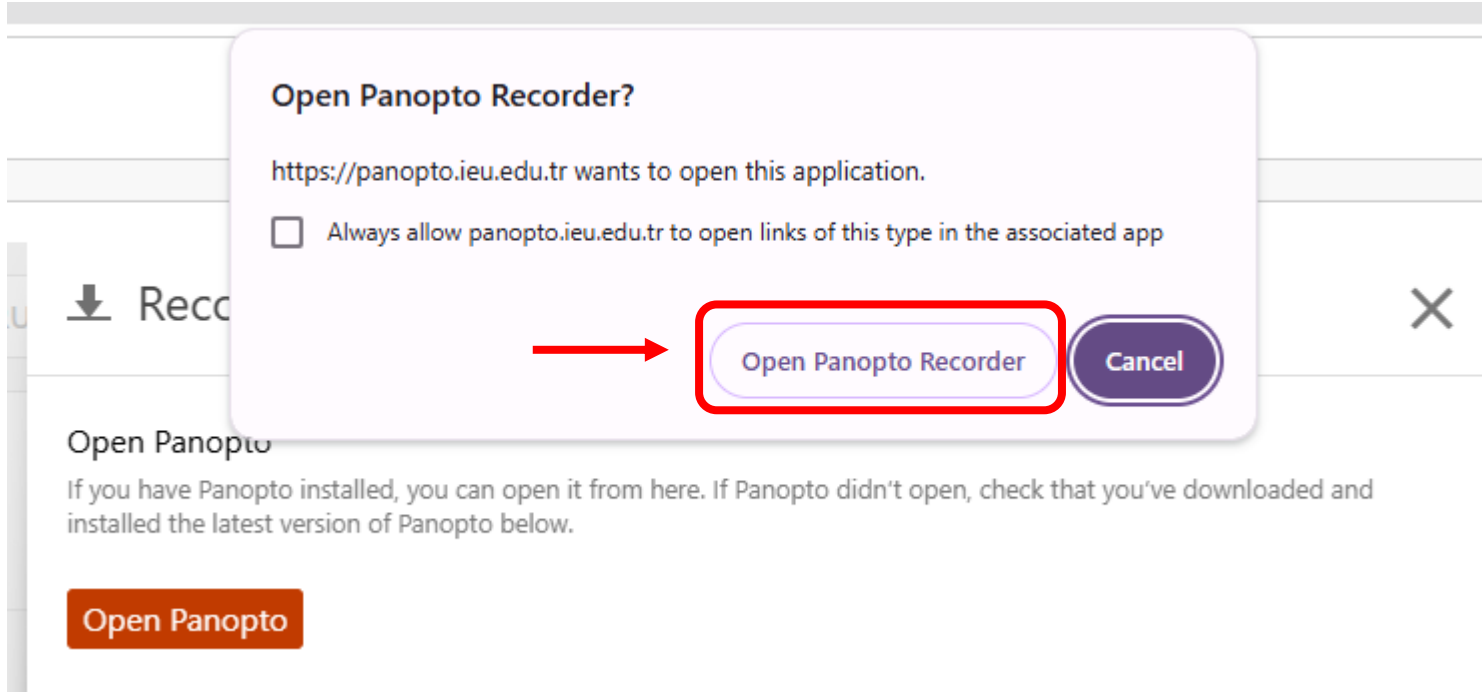 Open Panopto Recorder?
https://panopto.ieu.edu.tr wants to open this application.
Always allow panopto.ieu.edu.tr to open links of this type in the associated app
Open Panopto Recorder
Cancel
Open Panopto
If you have Panopto installed, you can open it from here. If Panopto didn't open, check that you've downloaded and
installed the latest version of Panopto below.
Open Panopto